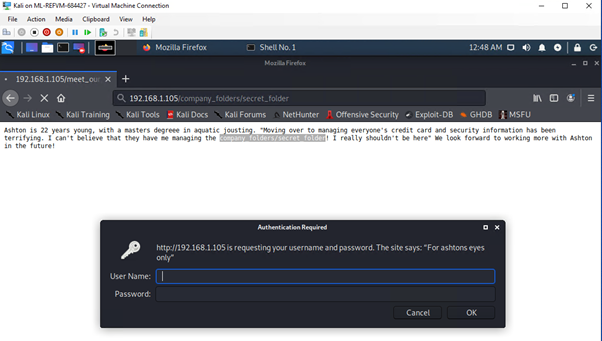 Kali on ML-REFVM-684427 - Virtual Machine Connection
File Action Media Clipboard View Help
Mozilla Firefox
Shell No. 1
12:48 AM
Mozilla Firefox
192.168.1.105/meet_ou
192.168.1.105/company_folders/secret_folder
Kali Linux Kali Training Kali Tools Kali Docs Kali Forums NetHunter Offensive Security Exploit-DB GHDB MSFU
Ashton is 22 years young, with a masters degreee in aquatic jousting. "Moving over to managing everyone's credit card and security information has been
terrifying. I can't believe that they have me managing the company_folders/secret_folder! I really shouldn't be here" We look forward to working more with Ashton
in the future!
Authentication Required
http://192.168.1.105 is requesting your username and password. The site says: "For ashtons eyes
only"
User Name:
Password:
Cancel OK